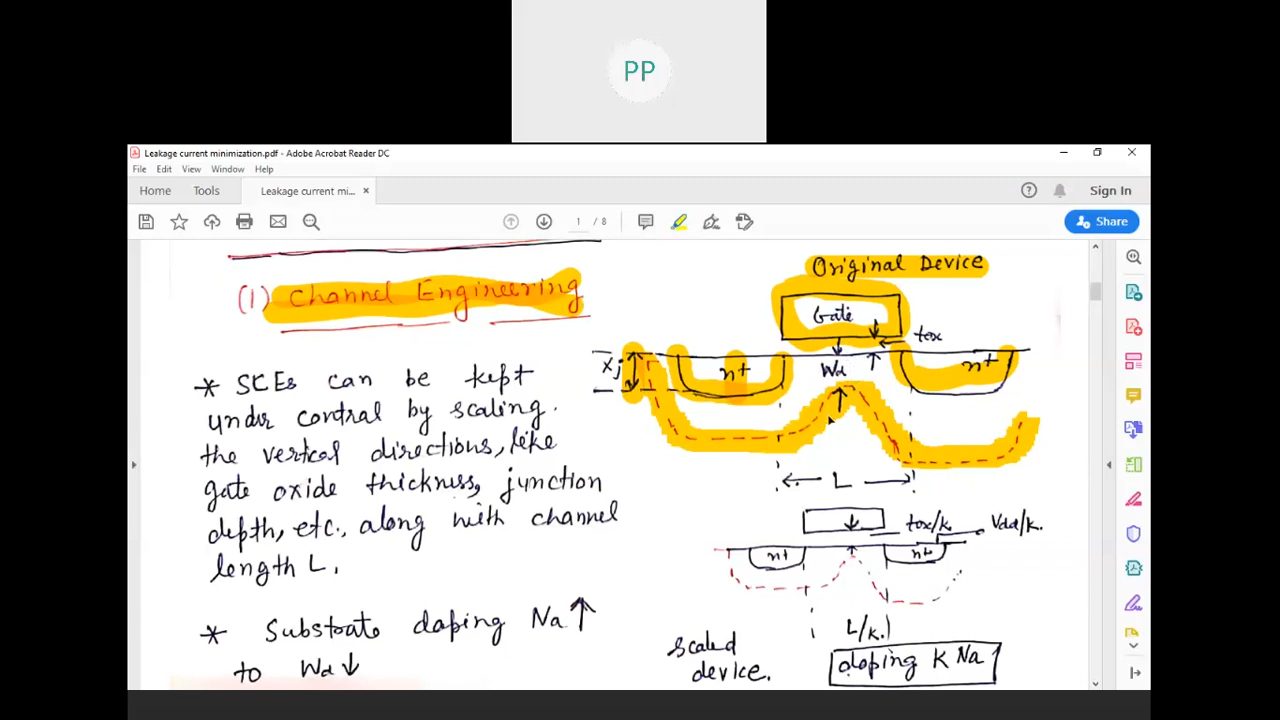 PP
Leakage current minimization.pdf - Adobe Acrobat Reader DC
File Edit View Window Help
Home Tools Leakage current mi... × Sign In
1 / 8 Share
(1) Channel Engineering
* SCEs can be kept
under control by scaling
the vertical directions, like
gate oxide thickness, junction
depth, etc., along with channel
length L.
* Substrate doping Na ↑
to Wd ↓
Original Device
Gate
tox
Xj n+ Wd n+
L
tox/k Vdd/k.
n+ n+
L/k.
scaled
device.
doping K Na